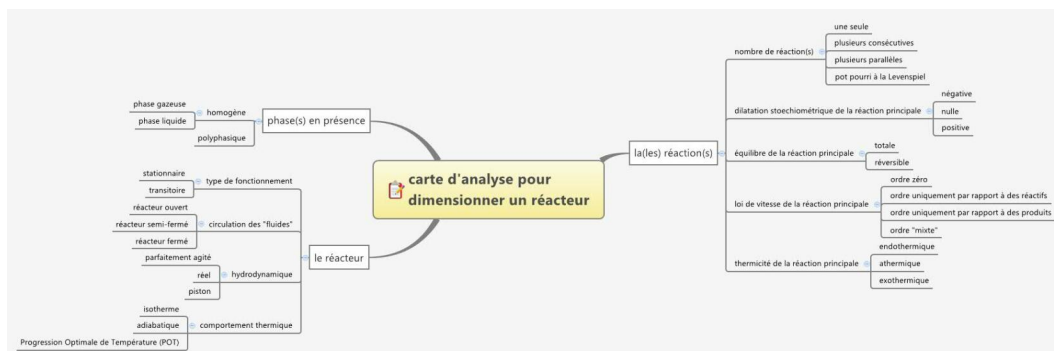 carte d'analyse pour
dimensionner un réacteur
phase(s) en présence
homogène
phase gazeuse
phase liquide
polyphasique
le réacteur
type de fonctionnement
stationnaire
transitoire
circulation des "fluides"
réacteur ouvert
réacteur semi-fermé
réacteur fermé
hydrodynamique
parfaitement agité
réel
piston
comportement thermique
isotherme
adiabatique
Progression Optimale de Température (POT)
la(les) réaction(s)
nombre de réaction(s)
une seule
plusieurs consécutives
plusieurs parallèles
pot pourri à la Levenspiel
dilatation stoechiométrique de la réaction principale
négative
nulle
positive
équilibre de la réaction principale
totale
réversible
loi de vitesse de la réaction principale
ordre zéro
ordre uniquement par rapport à des réactifs
ordre uniquement par rapport à des produits
ordre "mixte"
thermicité de la réaction principale
endothermique
athermique
exothermique